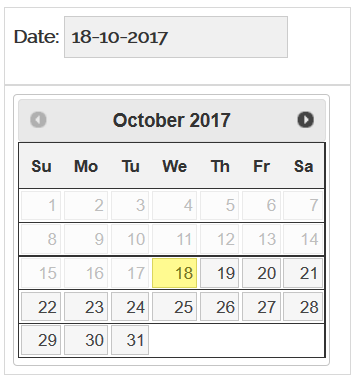 Date: 18-10-2017
October 2017
Su Mo Tu We Th Fr Sa
1 2 3 4 5 6 7
8 9 10 11 12 13 14
15 16 17 18 19 20 21
22 23 24 25 26 27 28
29 30 31